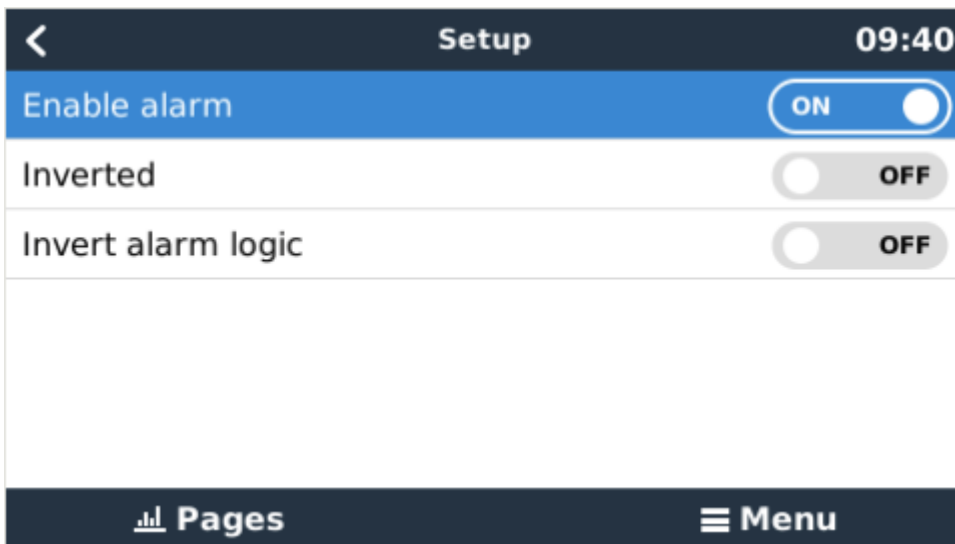 Setup 09:40
Enable alarm ON
Inverted OFF
Invert alarm logic OFF
Pages Menu